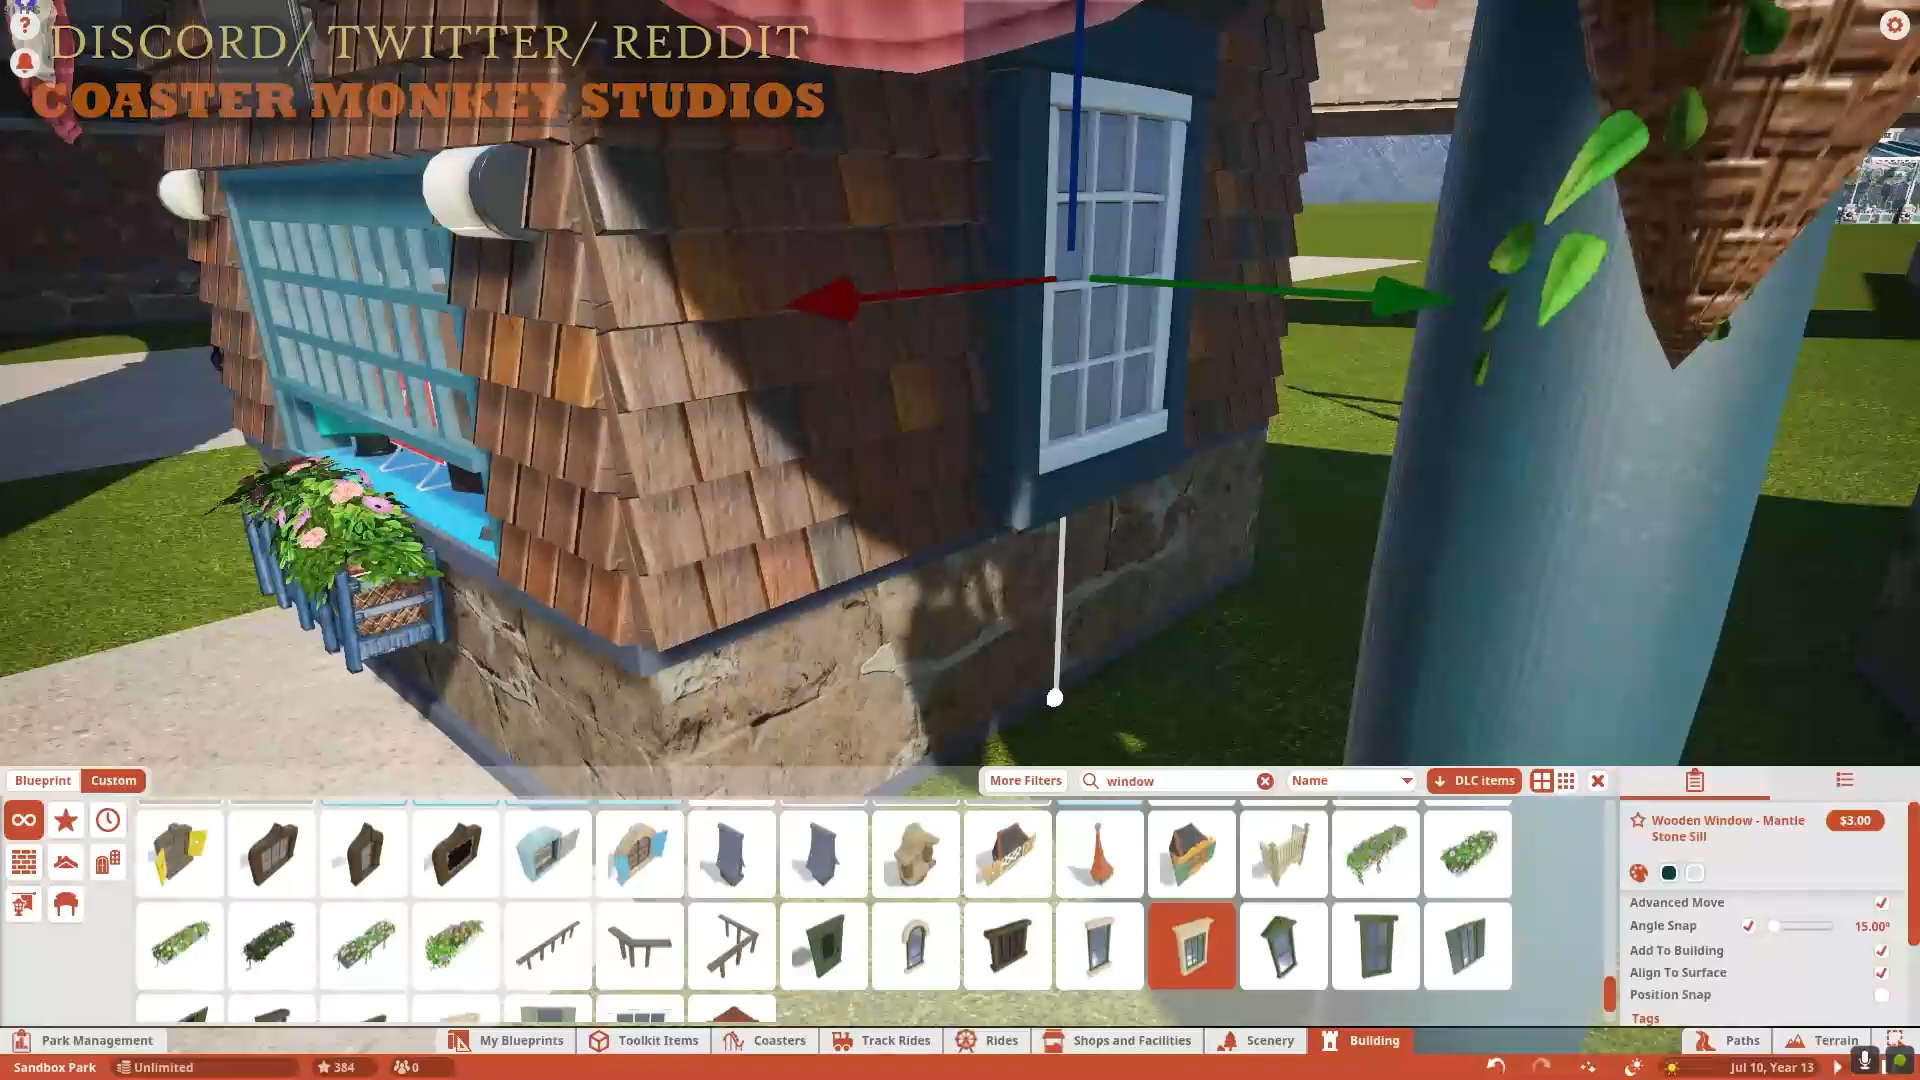 DISCORD/ TWITTER/ REDDIT
COASTER MONKEY STUDIOS
Blueprint
Custom
More Filters
window
Name
DLC items
Wooden Window - Mantle
Stone Sill
$3.00
Advanced Move
Angle Snap
15.00°
Add To Building
Align To Surface
Position Snap
Tags
Park Management
My Blueprints
Toolkit Items
Coasters
Track Rides
Rides
Shops and Facilities
Scenery
Building
Paths
Terrain
Sandbox Park
Unlimited
384
0
Jul 10, Year 13